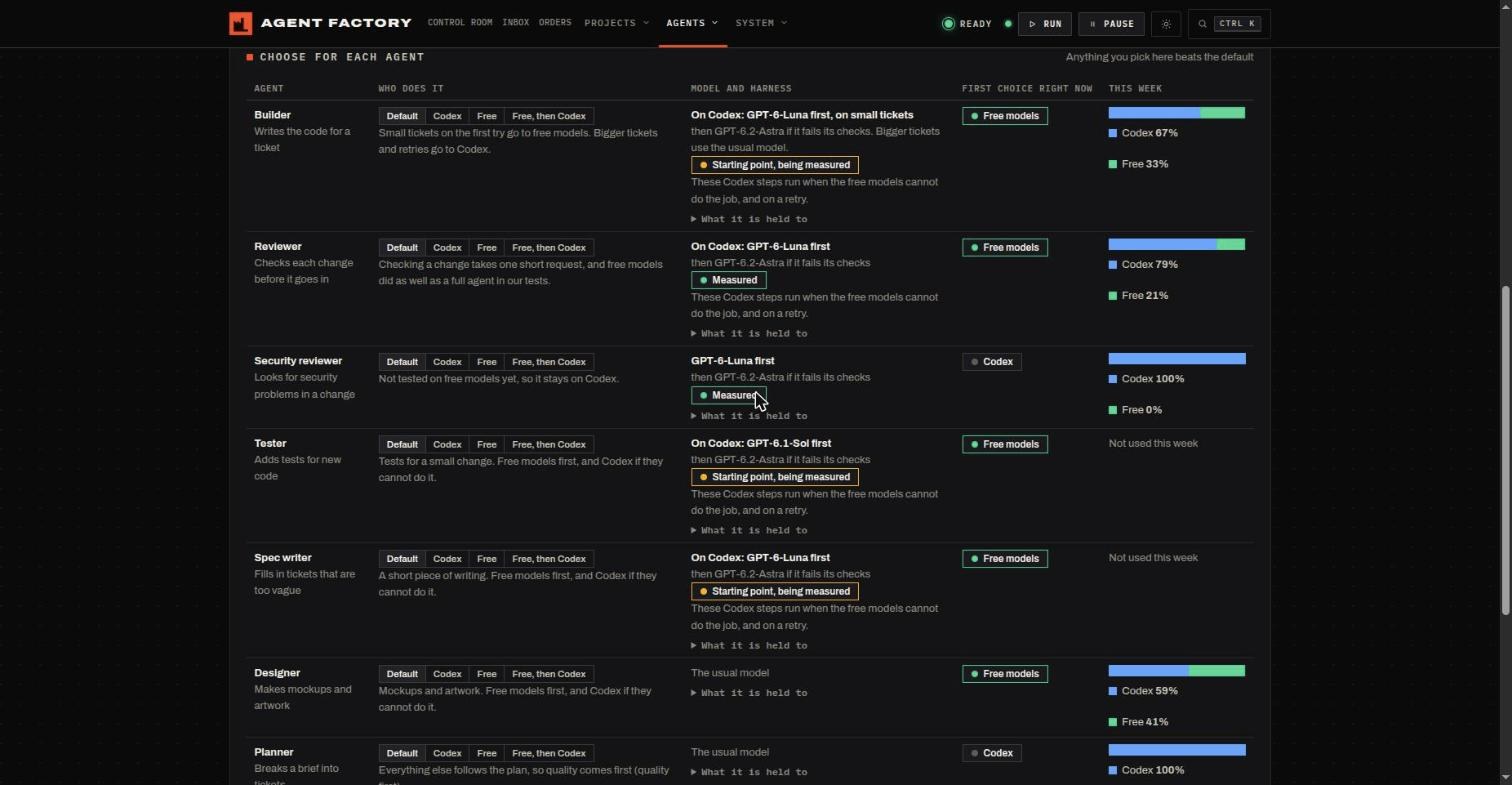 AGENT FACTORY
CONTROL ROOM INBOX ORDERS PROJECTS AGENTS SYSTEM
READY RUN PAUSE CTRL K
CHOOSE FOR EACH AGENT
Anything you pick here beats the default
AGENT WHO DOES IT MODEL AND HARNESS FIRST CHOICE RIGHT NOW THIS WEEK
Builder
Writes the code for a
ticket
Default Codex Free Free, then Codex
Small tickets on the first try go to free models. Bigger tickets
and retries go to Codex.
On Codex: GPT-6-Luna first, on small tickets
then GPT-6.2-Astra if it fails its checks. Bigger tickets
use the usual model.
Starting point, being measured
These Codex steps run when the free models cannot
do the job, and on a retry.
What it is held to
Free models
Codex 67%
Free 33%
Reviewer
Checks each change
before it goes in
Default Codex Free Free, then Codex
Checking a change takes one short request, and free models
did as well as a full agent in our tests.
On Codex: GPT-6-Luna first
then GPT-6.2-Astra if it fails its checks
Measured
These Codex steps run when the free models cannot
do the job, and on a retry.
What it is held to
Free models
Codex 79%
Free 21%
Security reviewer
Looks for security
problems in a change
Default Codex Free Free, then Codex
Not tested on free models yet, so it stays on Codex.
GPT-6-Luna first
then GPT-6.2-Astra if it fails its checks
Measured
What it is held to
Codex
Codex 100%
Free 0%
Tester
Adds tests for new
code
Default Codex Free Free, then Codex
Tests for a small change. Free models first, and Codex if they
cannot do it.
On Codex: GPT-6.1-Sol first
then GPT-6.2-Astra if it fails its checks
Starting point, being measured
These Codex steps run when the free models cannot
do the job, and on a retry.
What it is held to
Free models
Not used this week
Spec writer
Fills in tickets that are
too vague
Default Codex Free Free, then Codex
A short piece of writing. Free models first, and Codex if they
cannot do it.
On Codex: GPT-6-Luna first
then GPT-6.2-Astra if it fails its checks
Starting point, being measured
These Codex steps run when the free models cannot
do the job, and on a retry.
What it is held to
Free models
Not used this week
Designer
Makes mockups and
artwork
Default Codex Free Free, then Codex
Mockups and artwork. Free models first, and Codex if they
cannot do it.
The usual model
What it is held to
Free models
Codex 59%
Free 41%
Planner
Breaks a brief into
tickets
Default Codex Free Free, then Codex
Everything else follows the plan, so quality comes first (quality
first)
The usual model
What it is held to
Codex
Codex 100%